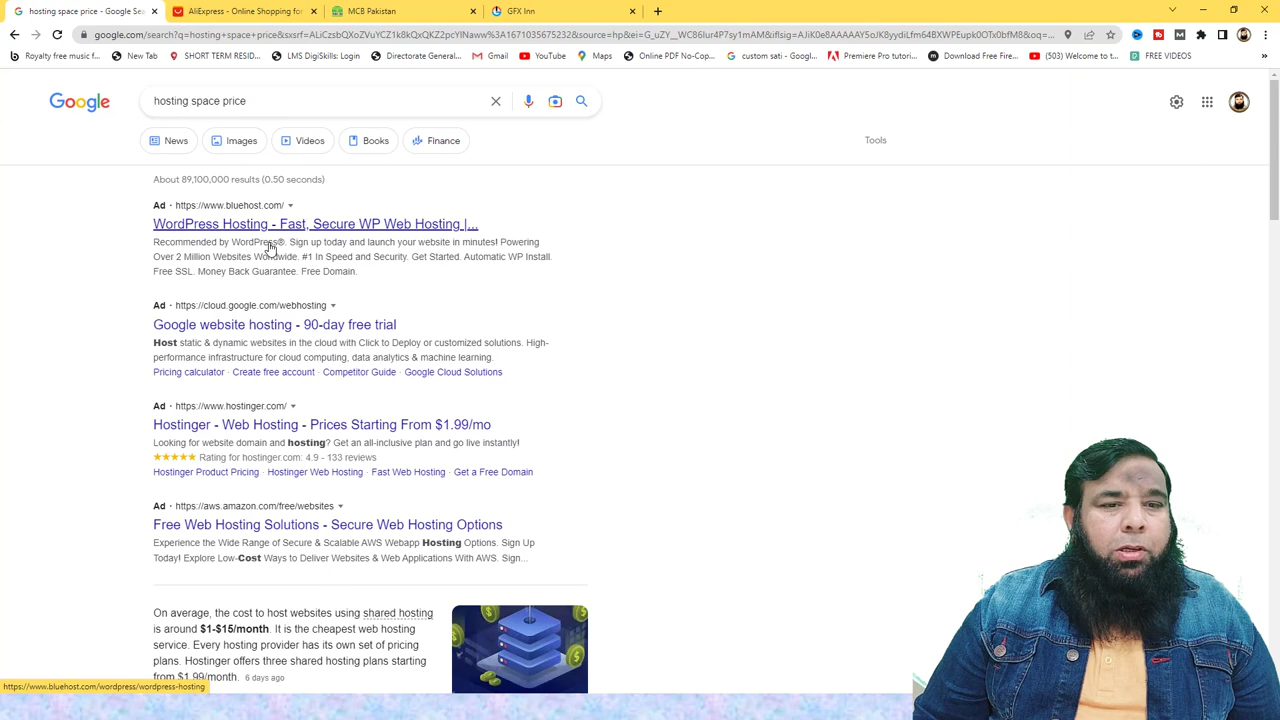 hosting space price - Google Sea
AliExpress - Online Shopping for
MCB Pakistan
GFX Inn
google.com/search?q=hosting+space+price&sxsrf=ALiCzsbQXoZVuYCZ1k8kQxQKZ2pcYlNaww%3A1671035675232&source=hp&ei=G_uZY__WC86Iur4P7sy1mAM&iflsig=AJiK0e8AAAAAY5oJK8yydiLfm64BXWPEupk0OTx0bfM8&oq=...
Royalty free music f...
New Tab
SHORT TERM RESID...
LMS DigiSkills: Login
Directorate General...
Gmail
YouTube
Maps
Online PDF No-Cop...
custom sati - Googl...
Premiere Pro tutori...
Download Free Fire...
(503) Welcome to t...
FREE VIDEOS
Google
hosting space price
News
Images
Videos
Books
Finance
Tools
About 89,100,000 results (0.50 seconds)
Ad · https://www.bluehost.com/
WordPress Hosting - Fast, Secure WP Web Hosting |...
Recommended by WordPress®. Sign up today and launch your website in minutes! Powering
Over 2 Million Websites Worldwide. #1 In Speed and Security. Get Started. Automatic WP Install.
Free SSL. Money Back Guarantee. Free Domain.
Ad · https://cloud.google.com/webhosting
Google website hosting - 90-day free trial
Host static & dynamic websites in the cloud with Click to Deploy or customized solutions. High-
performance infrastructure for cloud computing, data analytics & machine learning.
Pricing calculator · Create free account · Competitor Guide · Google Cloud Solutions
Ad · https://www.hostinger.com/
Hostinger - Web Hosting - Prices Starting From $1.99/mo
Looking for website domain and hosting? Get an all-inclusive plan and go live instantly!
Rating for hostinger.com: 4.9 - 133 reviews
Hostinger Product Pricing · Hostinger Web Hosting · Fast Web Hosting · Get a Free Domain
Ad · https://aws.amazon.com/free/websites
Free Web Hosting Solutions - Secure Web Hosting Options
Experience the Wide Range of Secure & Scalable AWS Webapp Hosting Options. Sign Up
Today! Explore Low-Cost Ways to Deliver Websites & Web Applications With AWS. Sign...
On average, the cost to host websites using shared hosting
is around $1-$15/month. It is the cheapest web hosting
service. Every hosting provider has its own set of pricing
plans. Hostinger offers three shared hosting plans starting
from $1.99/month. 6 days ago
https://www.bluehost.com/wordpress/wordpress-hosting